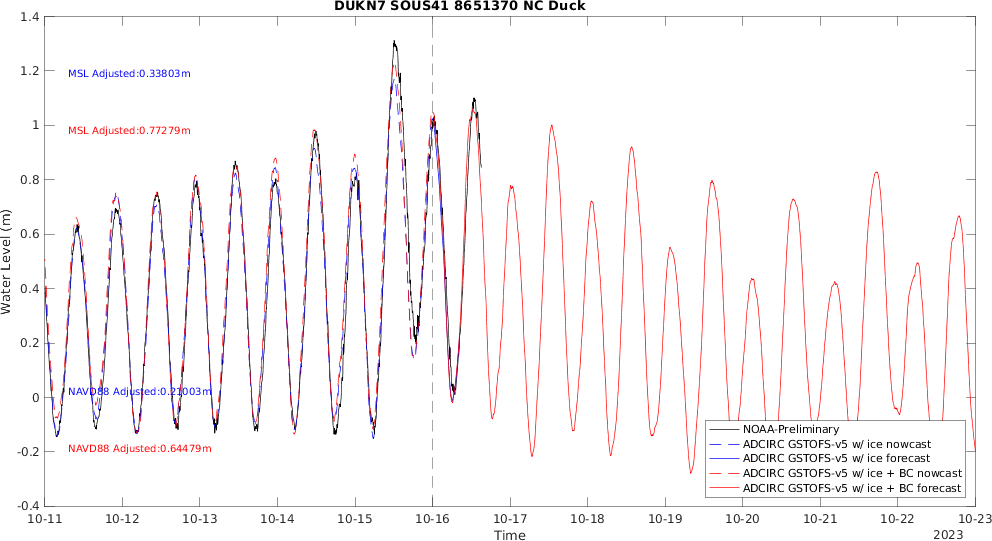 DUKN7 SOUS41 8651370 NC Duck
1.4
1.2
1
0.8
0.6
0.4
0.2
0
-0.2
-0.4
Water Level (m)
MSL Adjusted:0.33803m
MSL Adjusted:0.77279m
NAVD88 Adjusted:0.21003m
NAVD88 Adjusted:0.64479m
NOAA-Preliminary
ADCIRC GSTOFS-v5 w/ ice nowcast
ADCIRC GSTOFS-v5 w/ ice forecast
ADCIRC GSTOFS-v5 w/ ice + BC nowcast
ADCIRC GSTOFS-v5 w/ ice + BC forecast
10-11 10-12 10-13 10-14 10-15 10-16 10-17 10-18 10-19 10-20 10-21 10-22 10-23
Time
2023